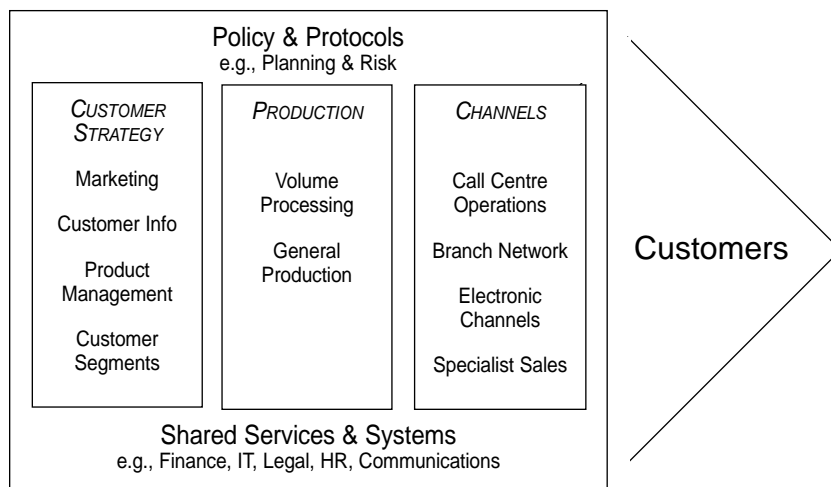 Policy & Protocols
e.g., Planning & Risk
CUSTOMER
STRATEGY
Marketing
Customer Info
Product
Management
Customer
Segments
PRODUCTION
Volume
Processing
General
Production
CHANNELS
Call Centre
Operations
Branch Network
Electronic
Channels
Specialist Sales
Customers
Shared Services & Systems
e.g., Finance, IT, Legal, HR, Communications